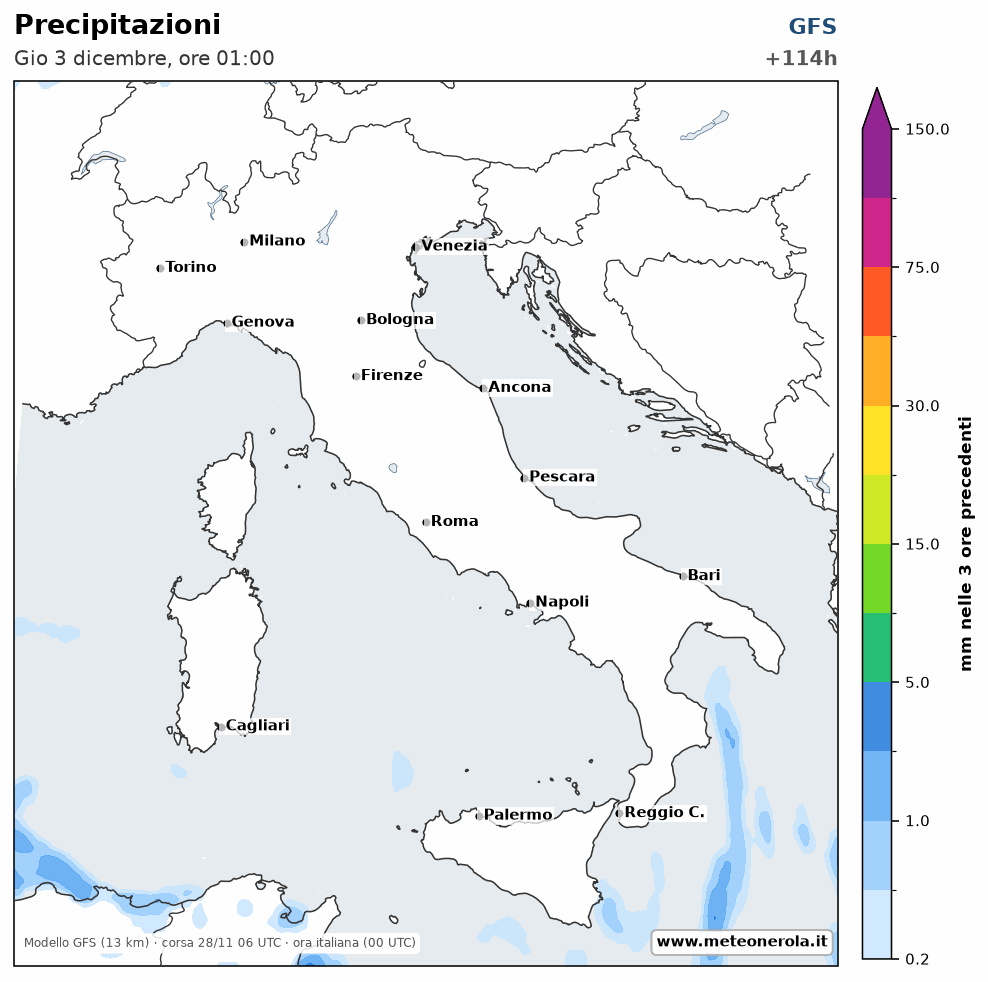 Precipitazioni
GFS
Gio 3 dicembre, ore 01:00
+114h
150.0
75.0
30.0
15.0
5.0
1.0
0.2
mm nelle 3 ore precedenti
Milano
Venezia
Torino
Genova
Bologna
Firenze
Ancona
Pescara
Roma
Bari
Napoli
Cagliari
Palermo
Reggio C.
Modello GFS (13 km) · corsa 28/11 06 UTC · ora italiana (00 UTC)
www.meteonerola.it